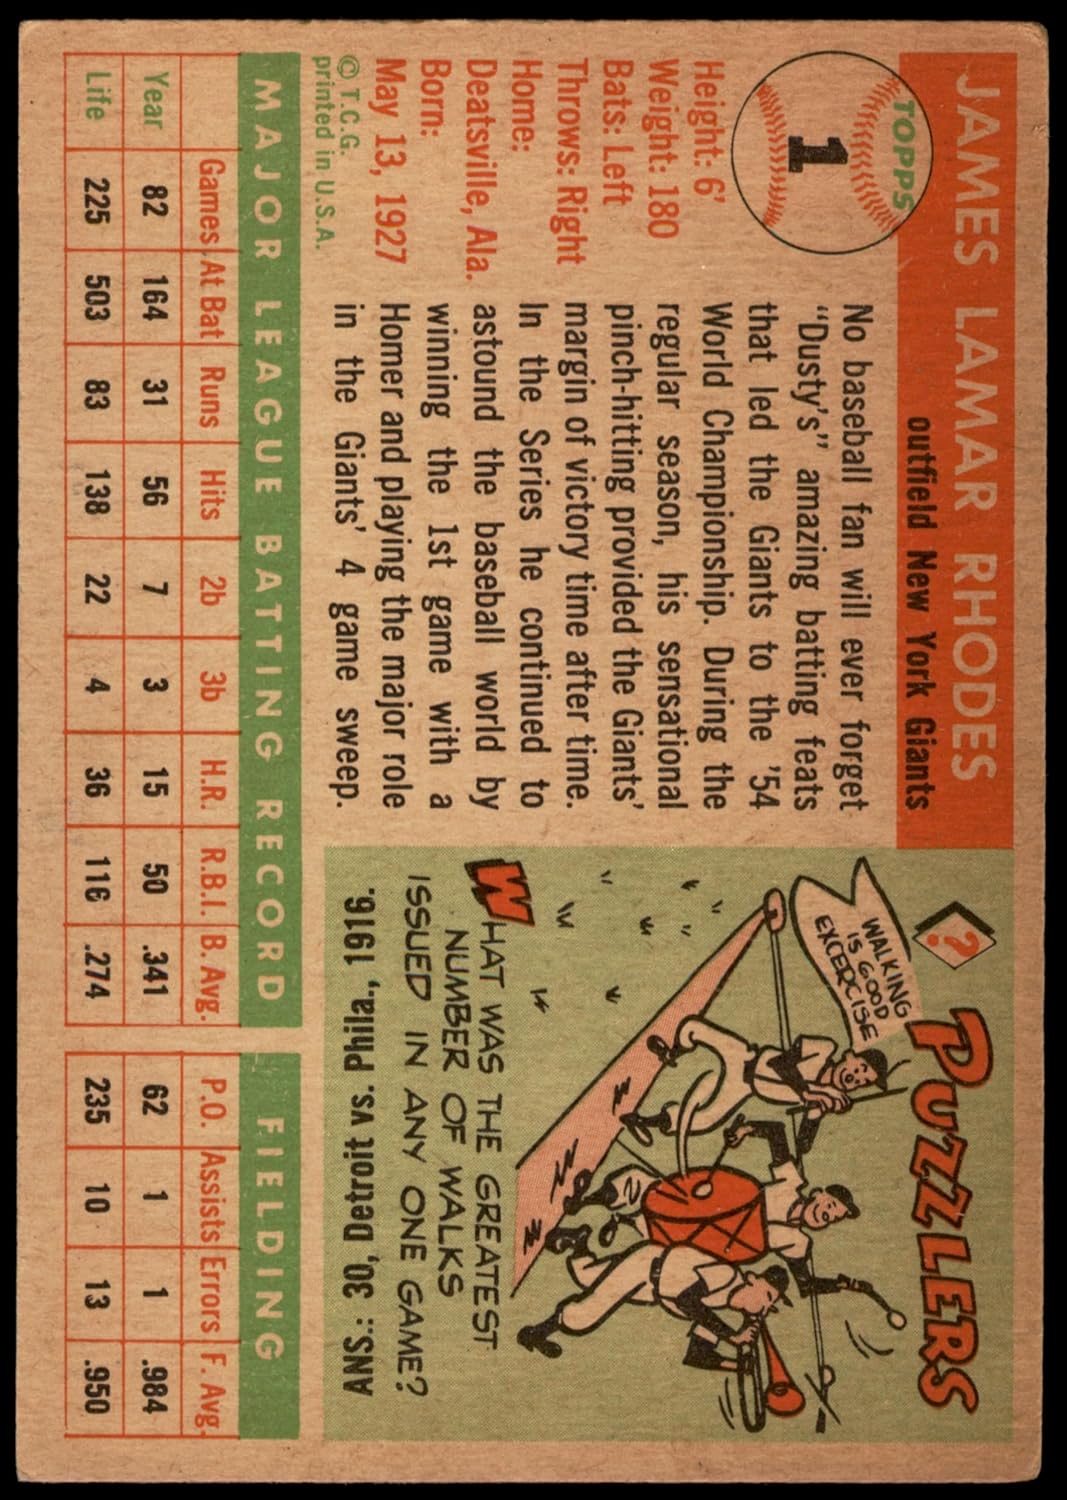 JAMES LAMAR RHODES
outfield New York Giants
TOPPS
1
Height: 6'
Weight: 180
Bats: Left
Throws: Right
Home:
Deatsville, Ala.
Born:
May 13, 1927
© T.C.G.
printed in U.S.A.
No baseball fan will ever forget
"Dusty's" amazing batting feats
that led the Giants to the '54
World Championship. During the
regular season, his sensational
pinch-hitting provided the Giants'
margin of victory time after time.
In the Series he continued to
astound the baseball world by
winning the 1st game with a
Homer and playing the major role
in the Giants' 4 game sweep.
? PUZZLERS
WALKING
IS GOOD
EXCERCISE
WHAT WAS THE GREATEST
NUMBER OF WALKS
ISSUED IN ANY ONE GAME?
ANS.: 30, Detroit vs. Phila., 1916.
MAJOR LEAGUE BATTING RECORD FIELDING
Games At Bat Runs Hits 2b 3b H.R. R.B.I. B. Avg. P.O. Assists Errors F. Avg.
Year 82 164 31 56 7 3 15 50 .341 62 1 1 .984
Life 225 503 83 138 22 4 36 116 .274 235 10 13 .950